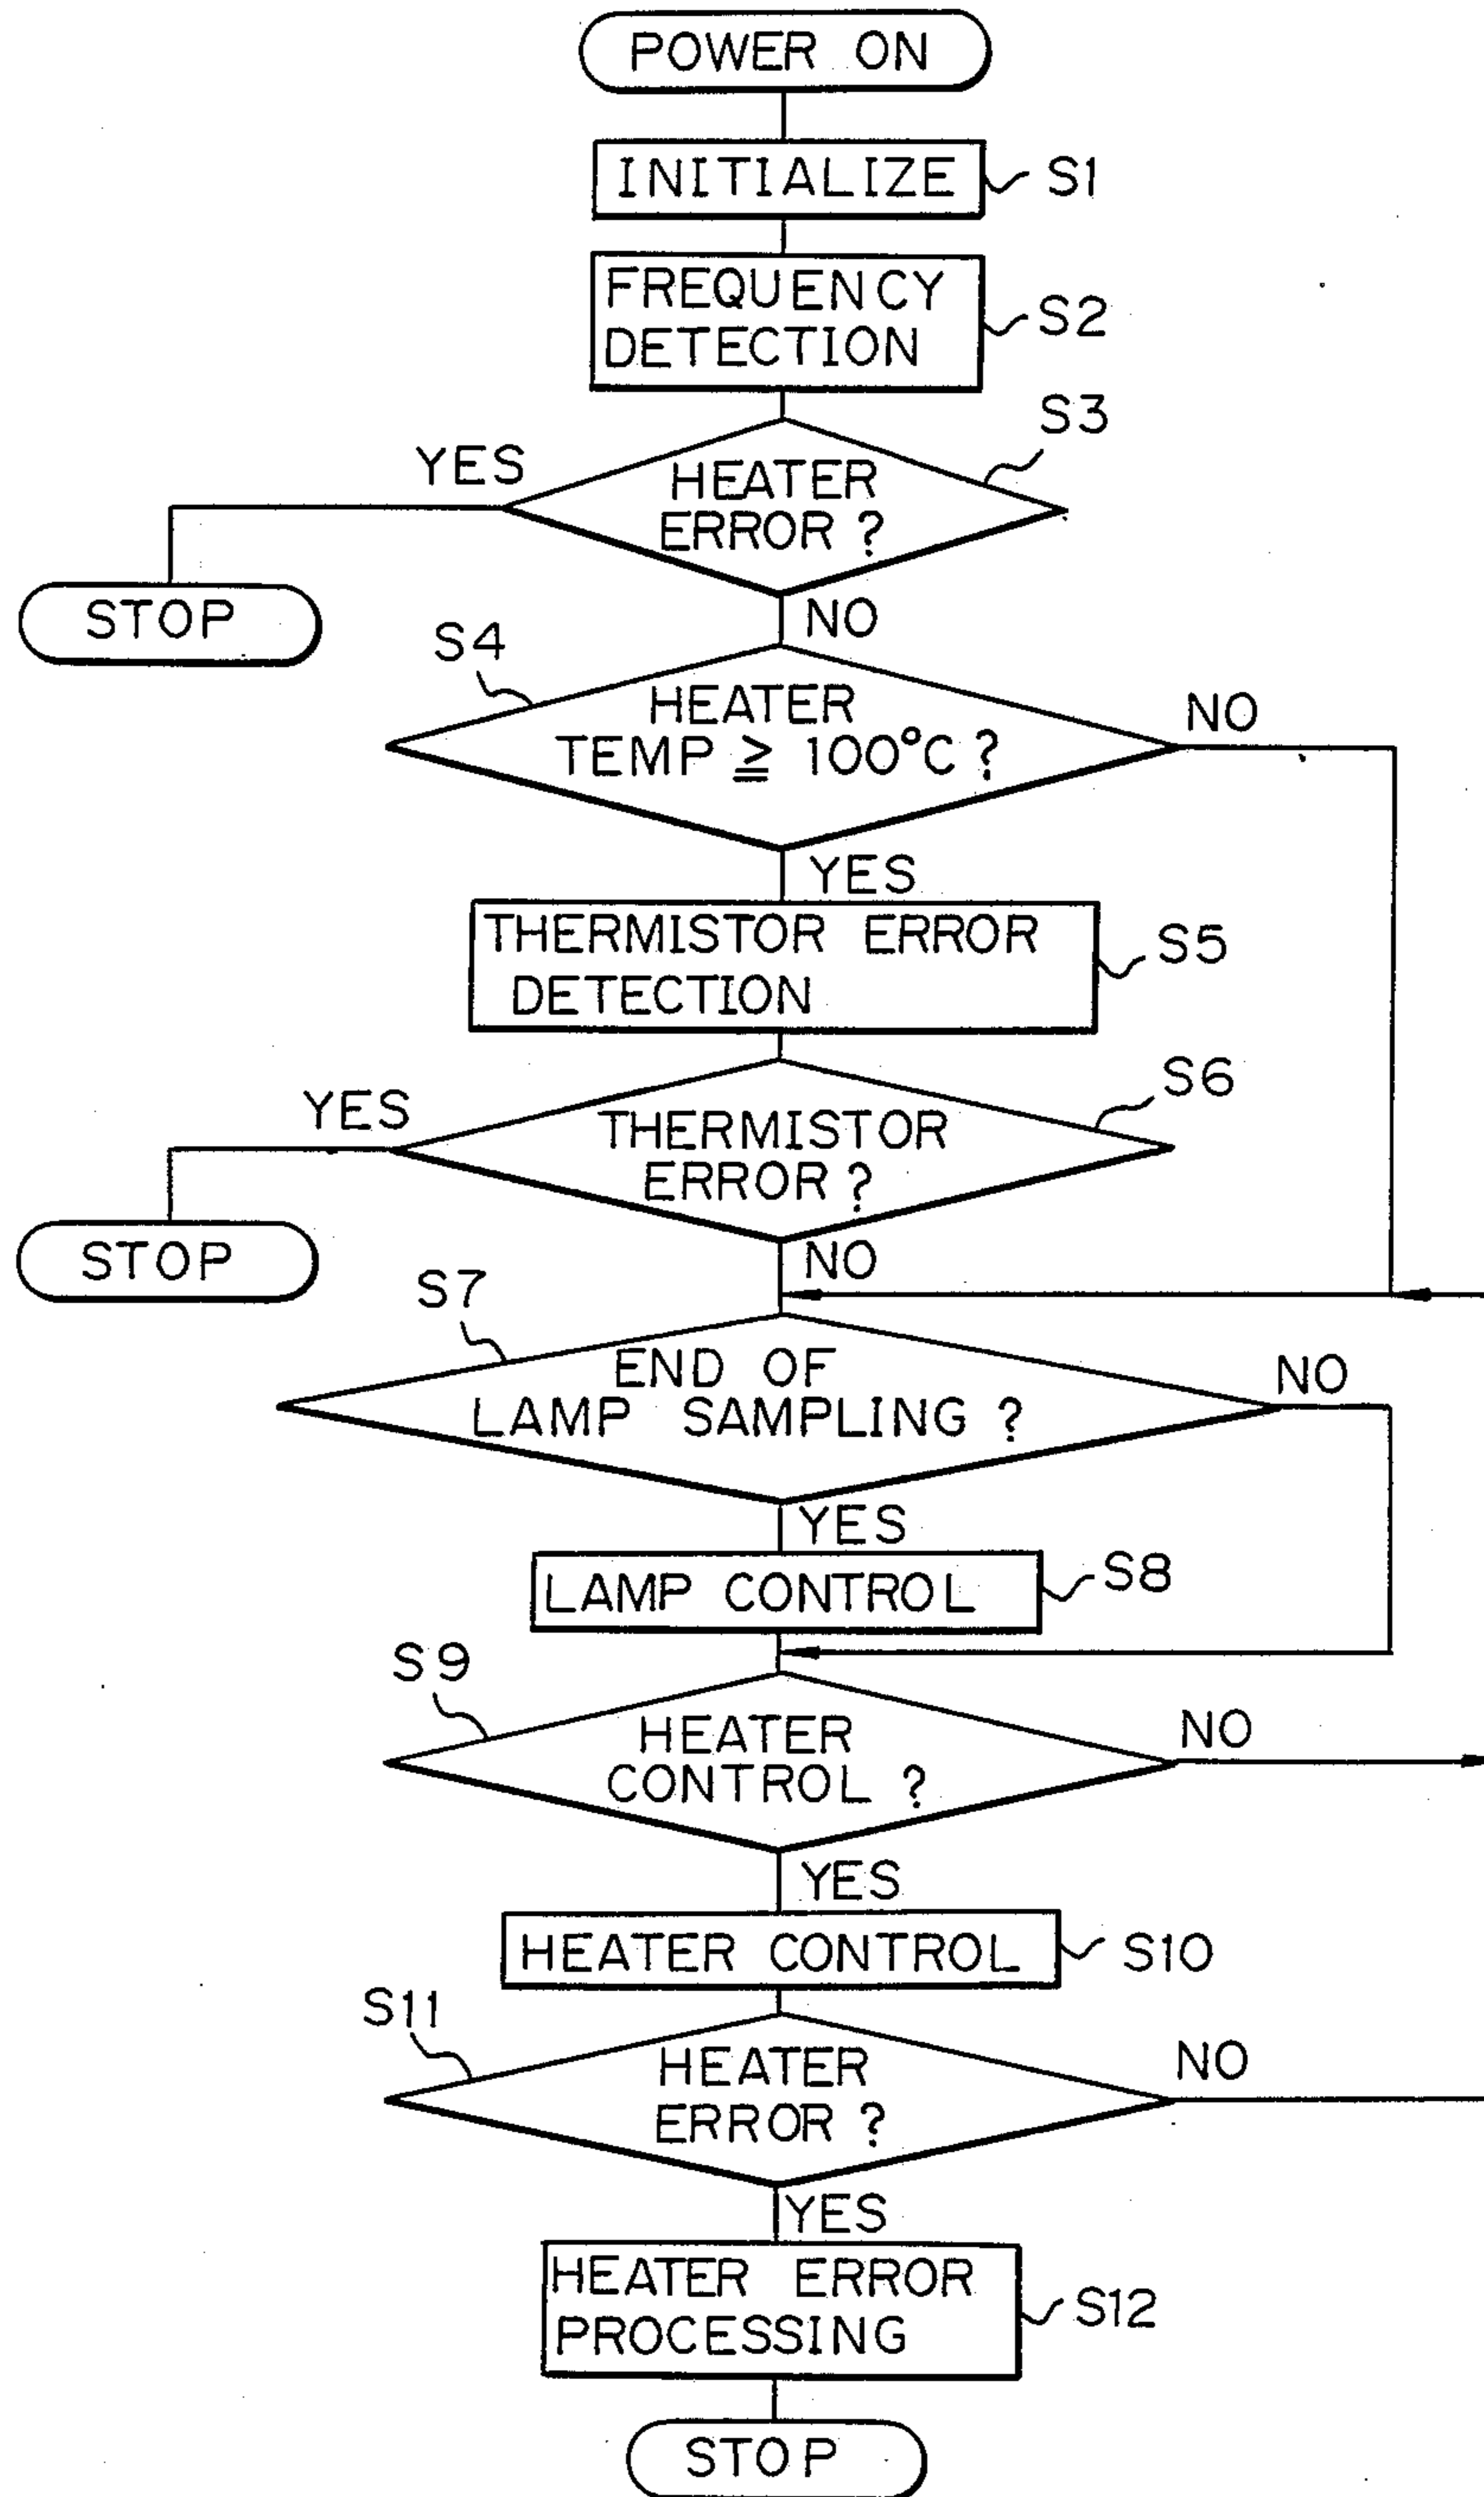 POWER ON
INITIALIZE
S1
FREQUENCY
DETECTION
S2
S3
YES
HEATER
ERROR ?
STOP
NO
S4
HEATER
TEMP ≧ 100°C ?
NO
YES
THERMISTOR ERROR
DETECTION
S5
S6
YES
THERMISTOR
ERROR ?
STOP
NO
S7
END OF
LAMP SAMPLING ?
NO
YES
LAMP CONTROL
S8
S9
HEATER
CONTROL ?
NO
YES
HEATER CONTROL
S10
S11
HEATER
ERROR ?
NO
YES
HEATER ERROR
PROCESSING
S12
STOP